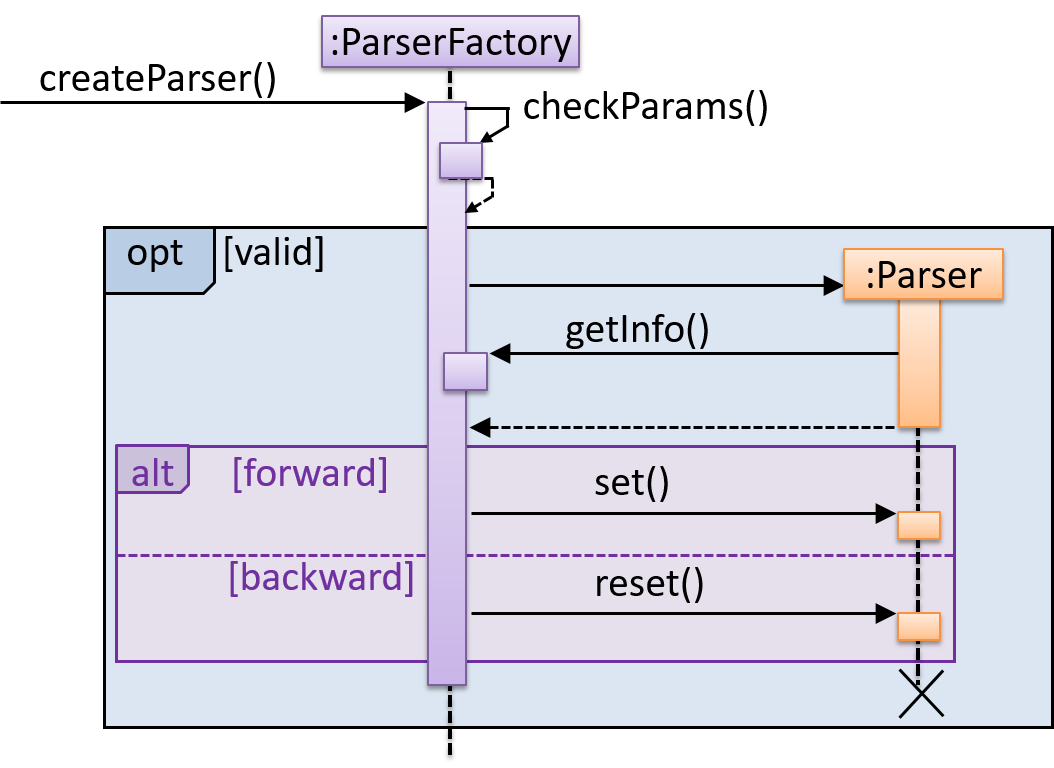 :ParserFactory
createParser()
checkParams()
opt [valid]
:Parser
getInfo()
alt [forward]
set()
[backward]
reset()